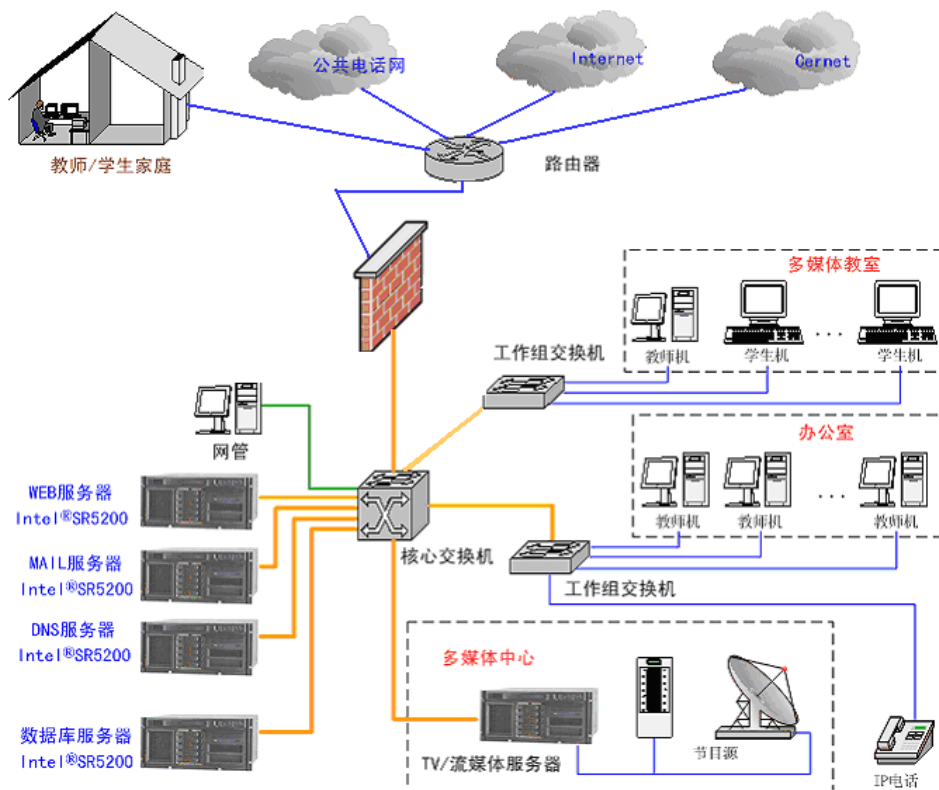 公共电话网
Internet
Cernet
教师/学生家庭
路由器
多媒体教室
教师机
学生机
...
学生机
工作组交换机
办公室
教师机
教师机
...
教师机
网管
WEB服务器
Intel®SR5200
核心交换机
工作组交换机
MAIL服务器
Intel®SR5200
DNS服务器
Intel®SR5200
数据库服务器
Intel®SR5200
多媒体中心
TV/流媒体服务器
节目源
IP电话